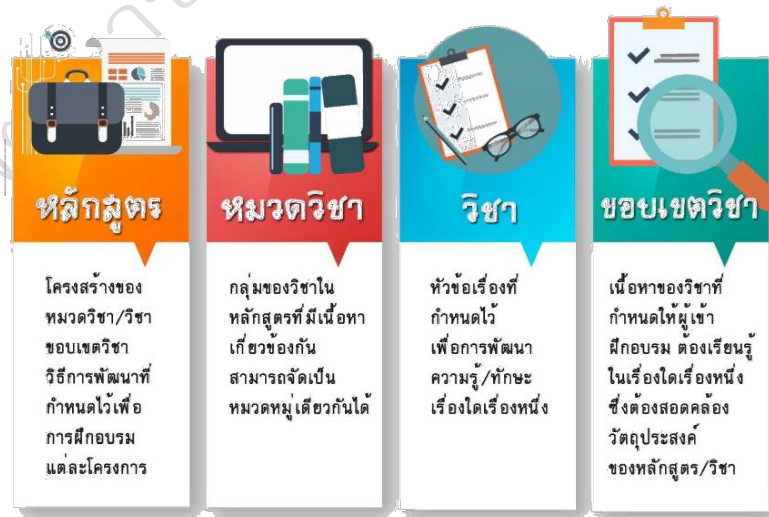 หลักสูตร
โครงสร้างของ
หมวดวิชา/วิชา
ขอบเขตวิชา
วิธีการพัฒนาที่
กำหนดไว้เพื่อ
การฝึกอบรม
แต่ละโครงการ
หมวดวิชา
กลุ่มของวิชาใน
หลักสูตรที่มีเนื้อหา
เกี่ยวข้องกัน
สามารถจัดเป็น
หมวดหมู่เดียวกันได้
วิชา
หัวข้อเรื่องที่
กำหนดไว้
เพื่อการพัฒนา
ความรู้/ทักษะ
เรื่องใดเรื่องหนึ่ง
ขอบเขตวิชา
เนื้อหาของวิชาที่
กำหนดให้ผู้เข้า
ฝึกอบรม ต้องเรียนรู้
ในเรื่องใดเรื่องหนึ่ง
ซึ่งต้องสอดคล้อง
วัตถุประสงค์
ของหลักสูตร/วิชา